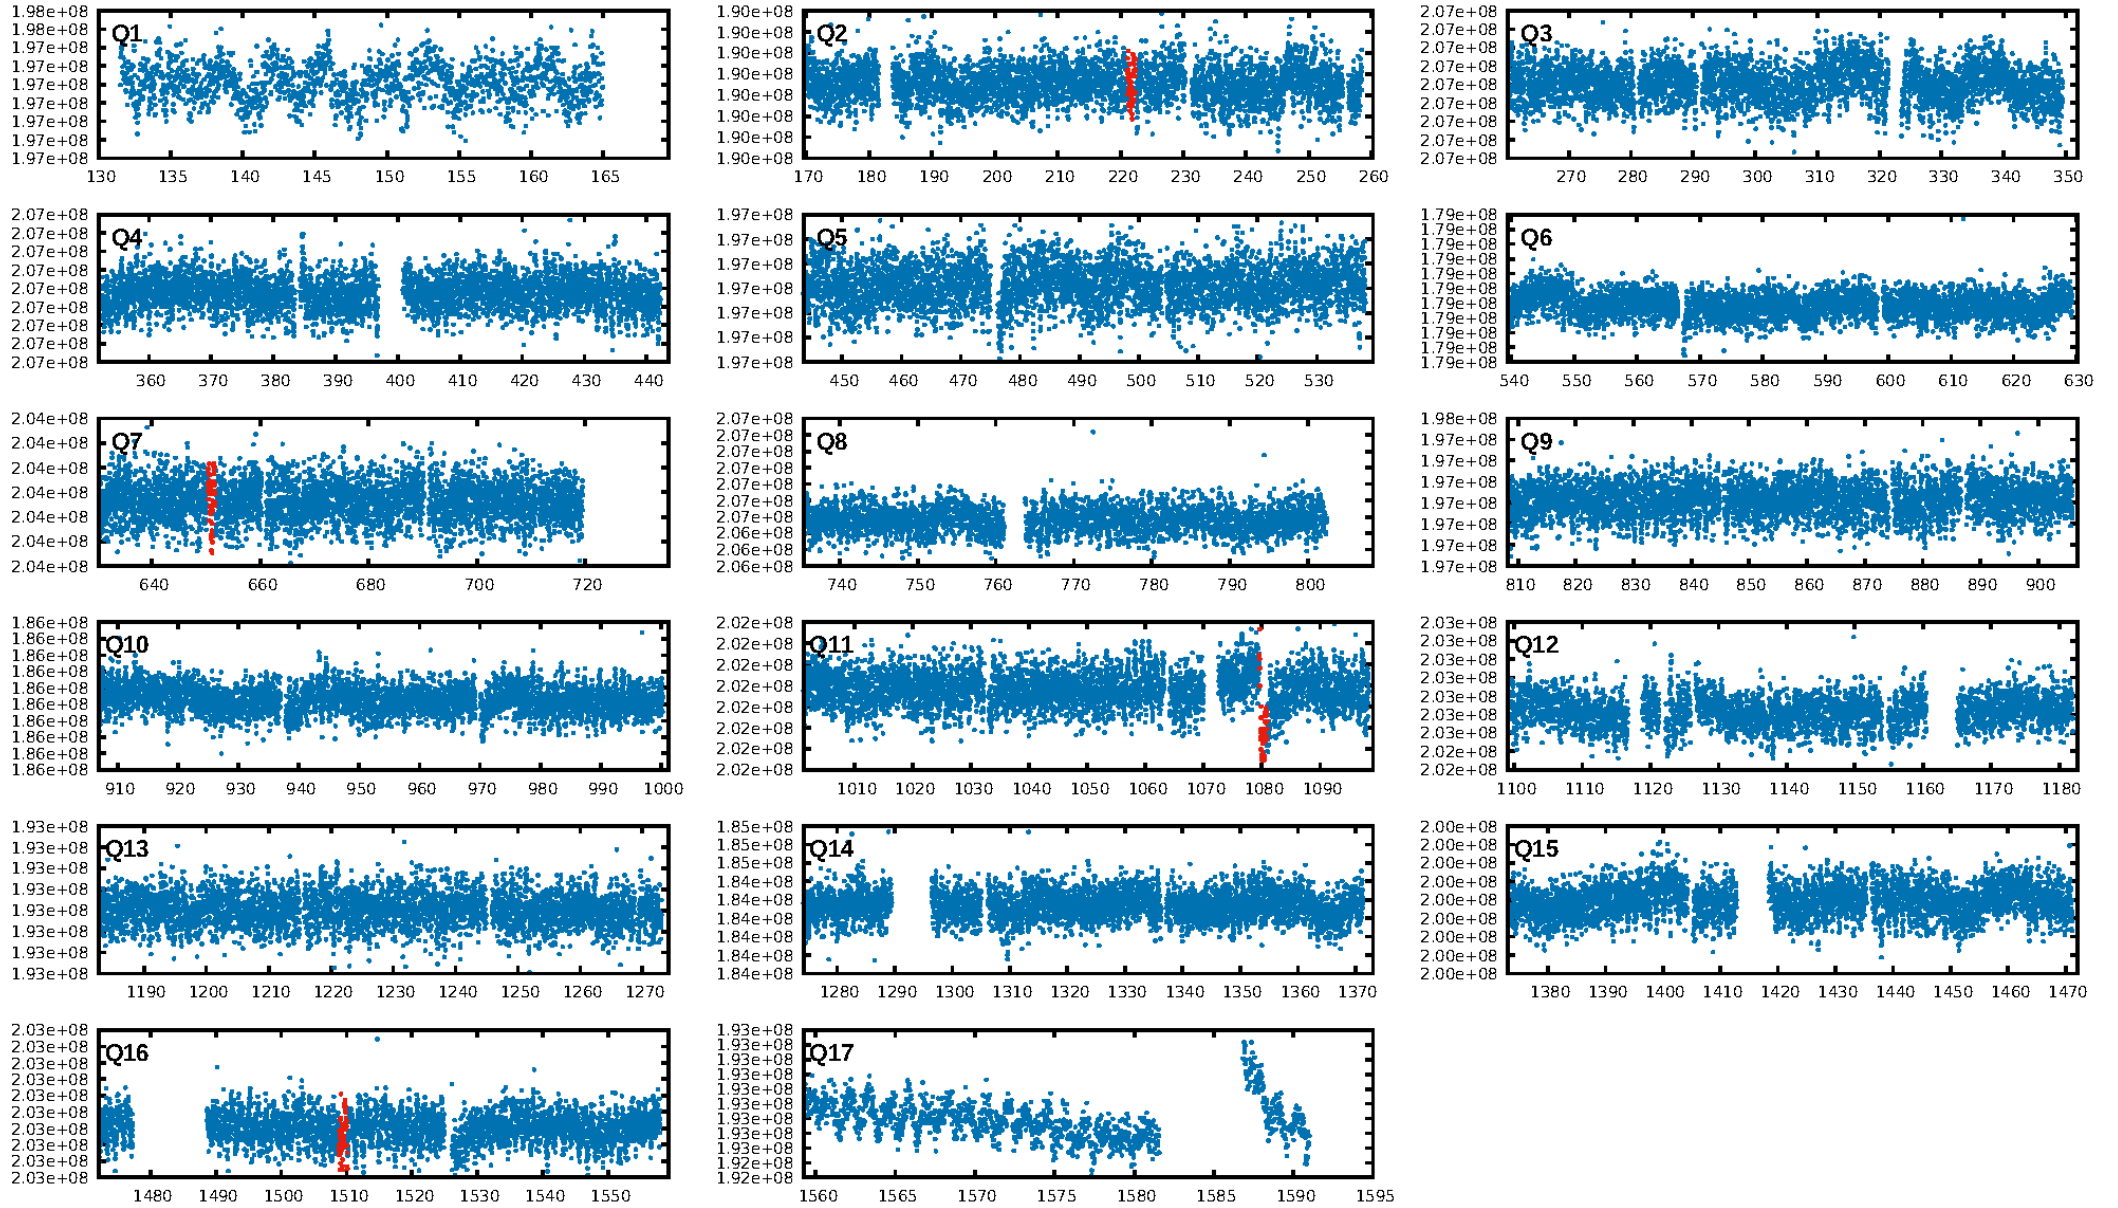 Q1
1.98e+08
1.98e+08
1.97e+08
1.97e+08
1.97e+08
1.97e+08
1.97e+08
1.97e+08
1.97e+08
130 135 140 145 150 155 160 165
Q2
1.90e+08
1.90e+08
1.90e+08
1.90e+08
1.90e+08
1.90e+08
1.90e+08
1.90e+08
170 180 190 200 210 220 230 240 250 260
Q3
2.07e+08
2.07e+08
2.07e+08
2.07e+08
2.07e+08
2.07e+08
2.07e+08
2.07e+08
2.07e+08
270 280 290 300 310 320 330 340 350
Q4
2.07e+08
2.07e+08
2.07e+08
2.07e+08
2.07e+08
2.07e+08
2.07e+08
2.07e+08
2.07e+08
360 370 380 390 400 410 420 430 440
Q5
1.97e+08
1.97e+08
1.97e+08
1.97e+08
1.97e+08
1.97e+08
1.97e+08
450 460 470 480 490 500 510 520 530
Q6
1.79e+08
1.79e+08
1.79e+08
1.79e+08
1.79e+08
1.79e+08
1.79e+08
1.79e+08
1.79e+08
1.79e+08
1.79e+08
540 550 560 570 580 590 600 610 620 630
Q7
2.04e+08
2.04e+08
2.04e+08
2.04e+08
2.04e+08
2.04e+08
2.04e+08
640 660 680 700 720
Q8
2.07e+08
2.07e+08
2.07e+08
2.07e+08
2.07e+08
2.07e+08
2.07e+08
2.06e+08
2.06e+08
2.06e+08
740 750 760 770 780 790 800
Q9
1.98e+08
1.97e+08
1.97e+08
1.97e+08
1.97e+08
1.97e+08
1.97e+08
1.97e+08
810 820 830 840 850 860 870 880 890 900
Q10
1.86e+08
1.86e+08
1.86e+08
1.86e+08
1.86e+08
1.86e+08
1.86e+08
1.86e+08
1.86e+08
1.86e+08
910 920 930 940 950 960 970 980 990 1000
Q11
2.02e+08
2.02e+08
2.02e+08
2.02e+08
2.02e+08
2.02e+08
2.02e+08
2.02e+08
1010 1020 1030 1040 1050 1060 1070 1080 1090
Q12
2.03e+08
2.03e+08
2.03e+08
2.03e+08
2.03e+08
2.03e+08
2.03e+08
2.02e+08
2.02e+08
1100 1110 1120 1130 1140 1150 1160 1170 1180
Q13
1.93e+08
1.93e+08
1.93e+08
1.93e+08
1.93e+08
1.93e+08
1.93e+08
1.93e+08
1190 1200 1210 1220 1230 1240 1250 1260 1270
Q14
1.85e+08
1.85e+08
1.85e+08
1.84e+08
1.84e+08
1.84e+08
1.84e+08
1.84e+08
1.84e+08
1280 1290 1300 1310 1320 1330 1340 1350 1360 1370
Q15
2.00e+08
2.00e+08
2.00e+08
2.00e+08
2.00e+08
2.00e+08
2.00e+08
2.00e+08
2.00e+08
1380 1390 1400 1410 1420 1430 1440 1450 1460 1470
Q16
2.03e+08
2.03e+08
2.03e+08
2.03e+08
2.03e+08
2.03e+08
2.03e+08
2.03e+08
2.03e+08
2.03e+08
1480 1490 1500 1510 1520 1530 1540 1550
Q17
1.93e+08
1.93e+08
1.93e+08
1.93e+08
1.93e+08
1.93e+08
1.93e+08
1.93e+08
1.93e+08
1.92e+08
1.92e+08
1560 1565 1570 1575 1580 1585 1590 1595